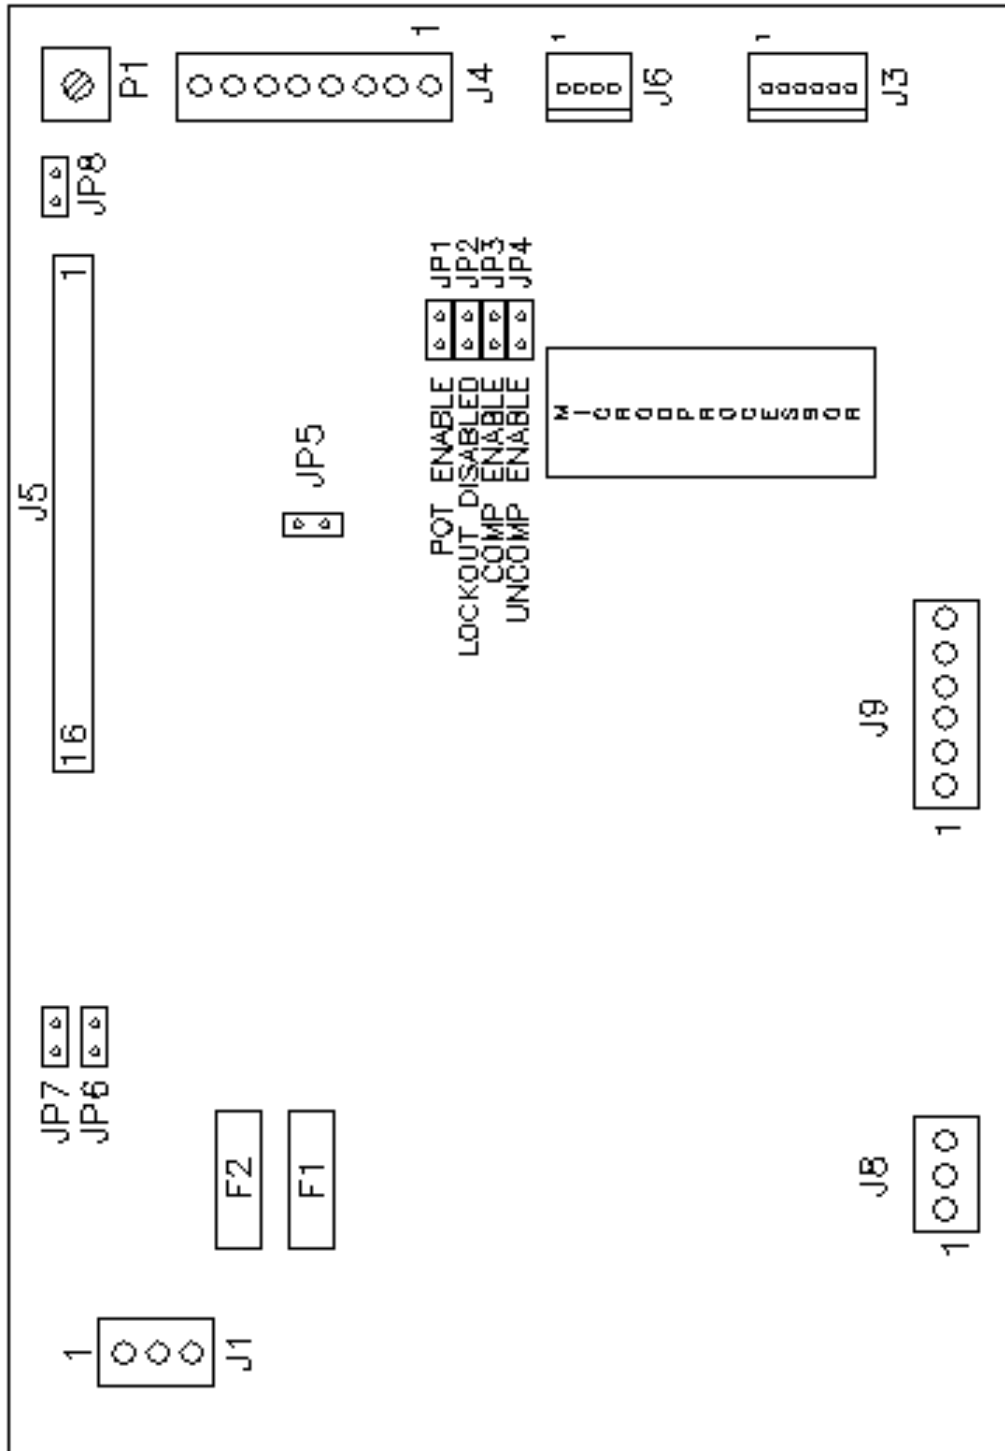 J5
16
1
JP7
JP6
JP8
P1
1
J1
F2
F1
JP5
1
J4
POT ENABLE JP1
LOCKOUT DISABLED JP2
COMP ENABLE JP3
UNCOMP ENABLE JP4
1
J6
MICROOPROCESSOR
1
J3
J8
1
J9
1